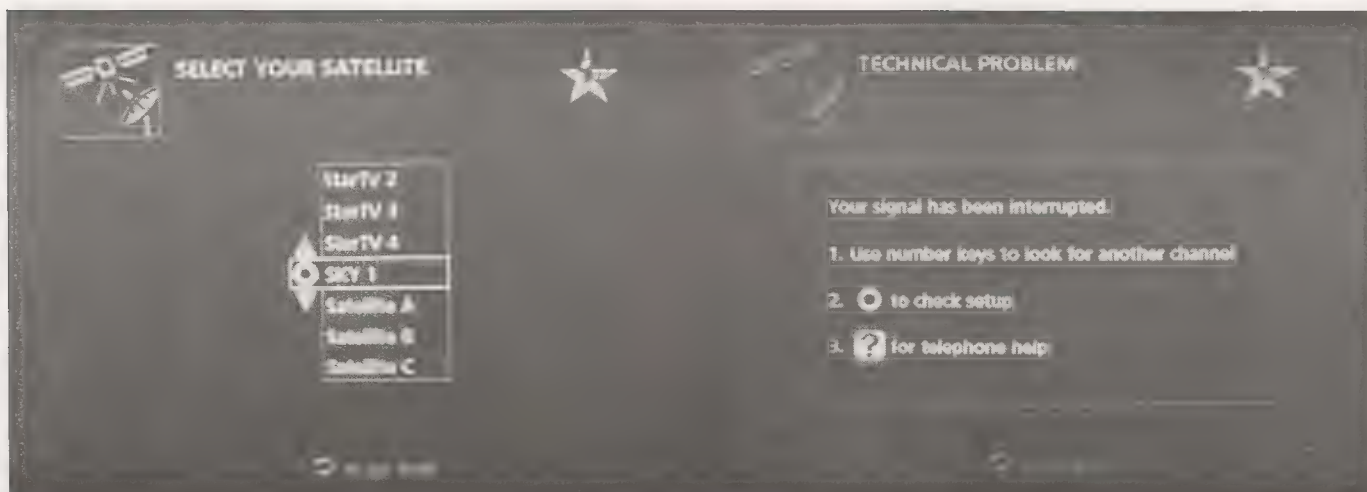 SELECT YOUR SATELLITE
StarTV 2
StarTV 3
StarTV 4
SKY 1
Satellite A
Satellite B
Satellite C
TECHNICAL PROBLEM
Your signal has been interrupted.
1. Use number keys to look for another channel
2. to check setup
3. ? for telephone help